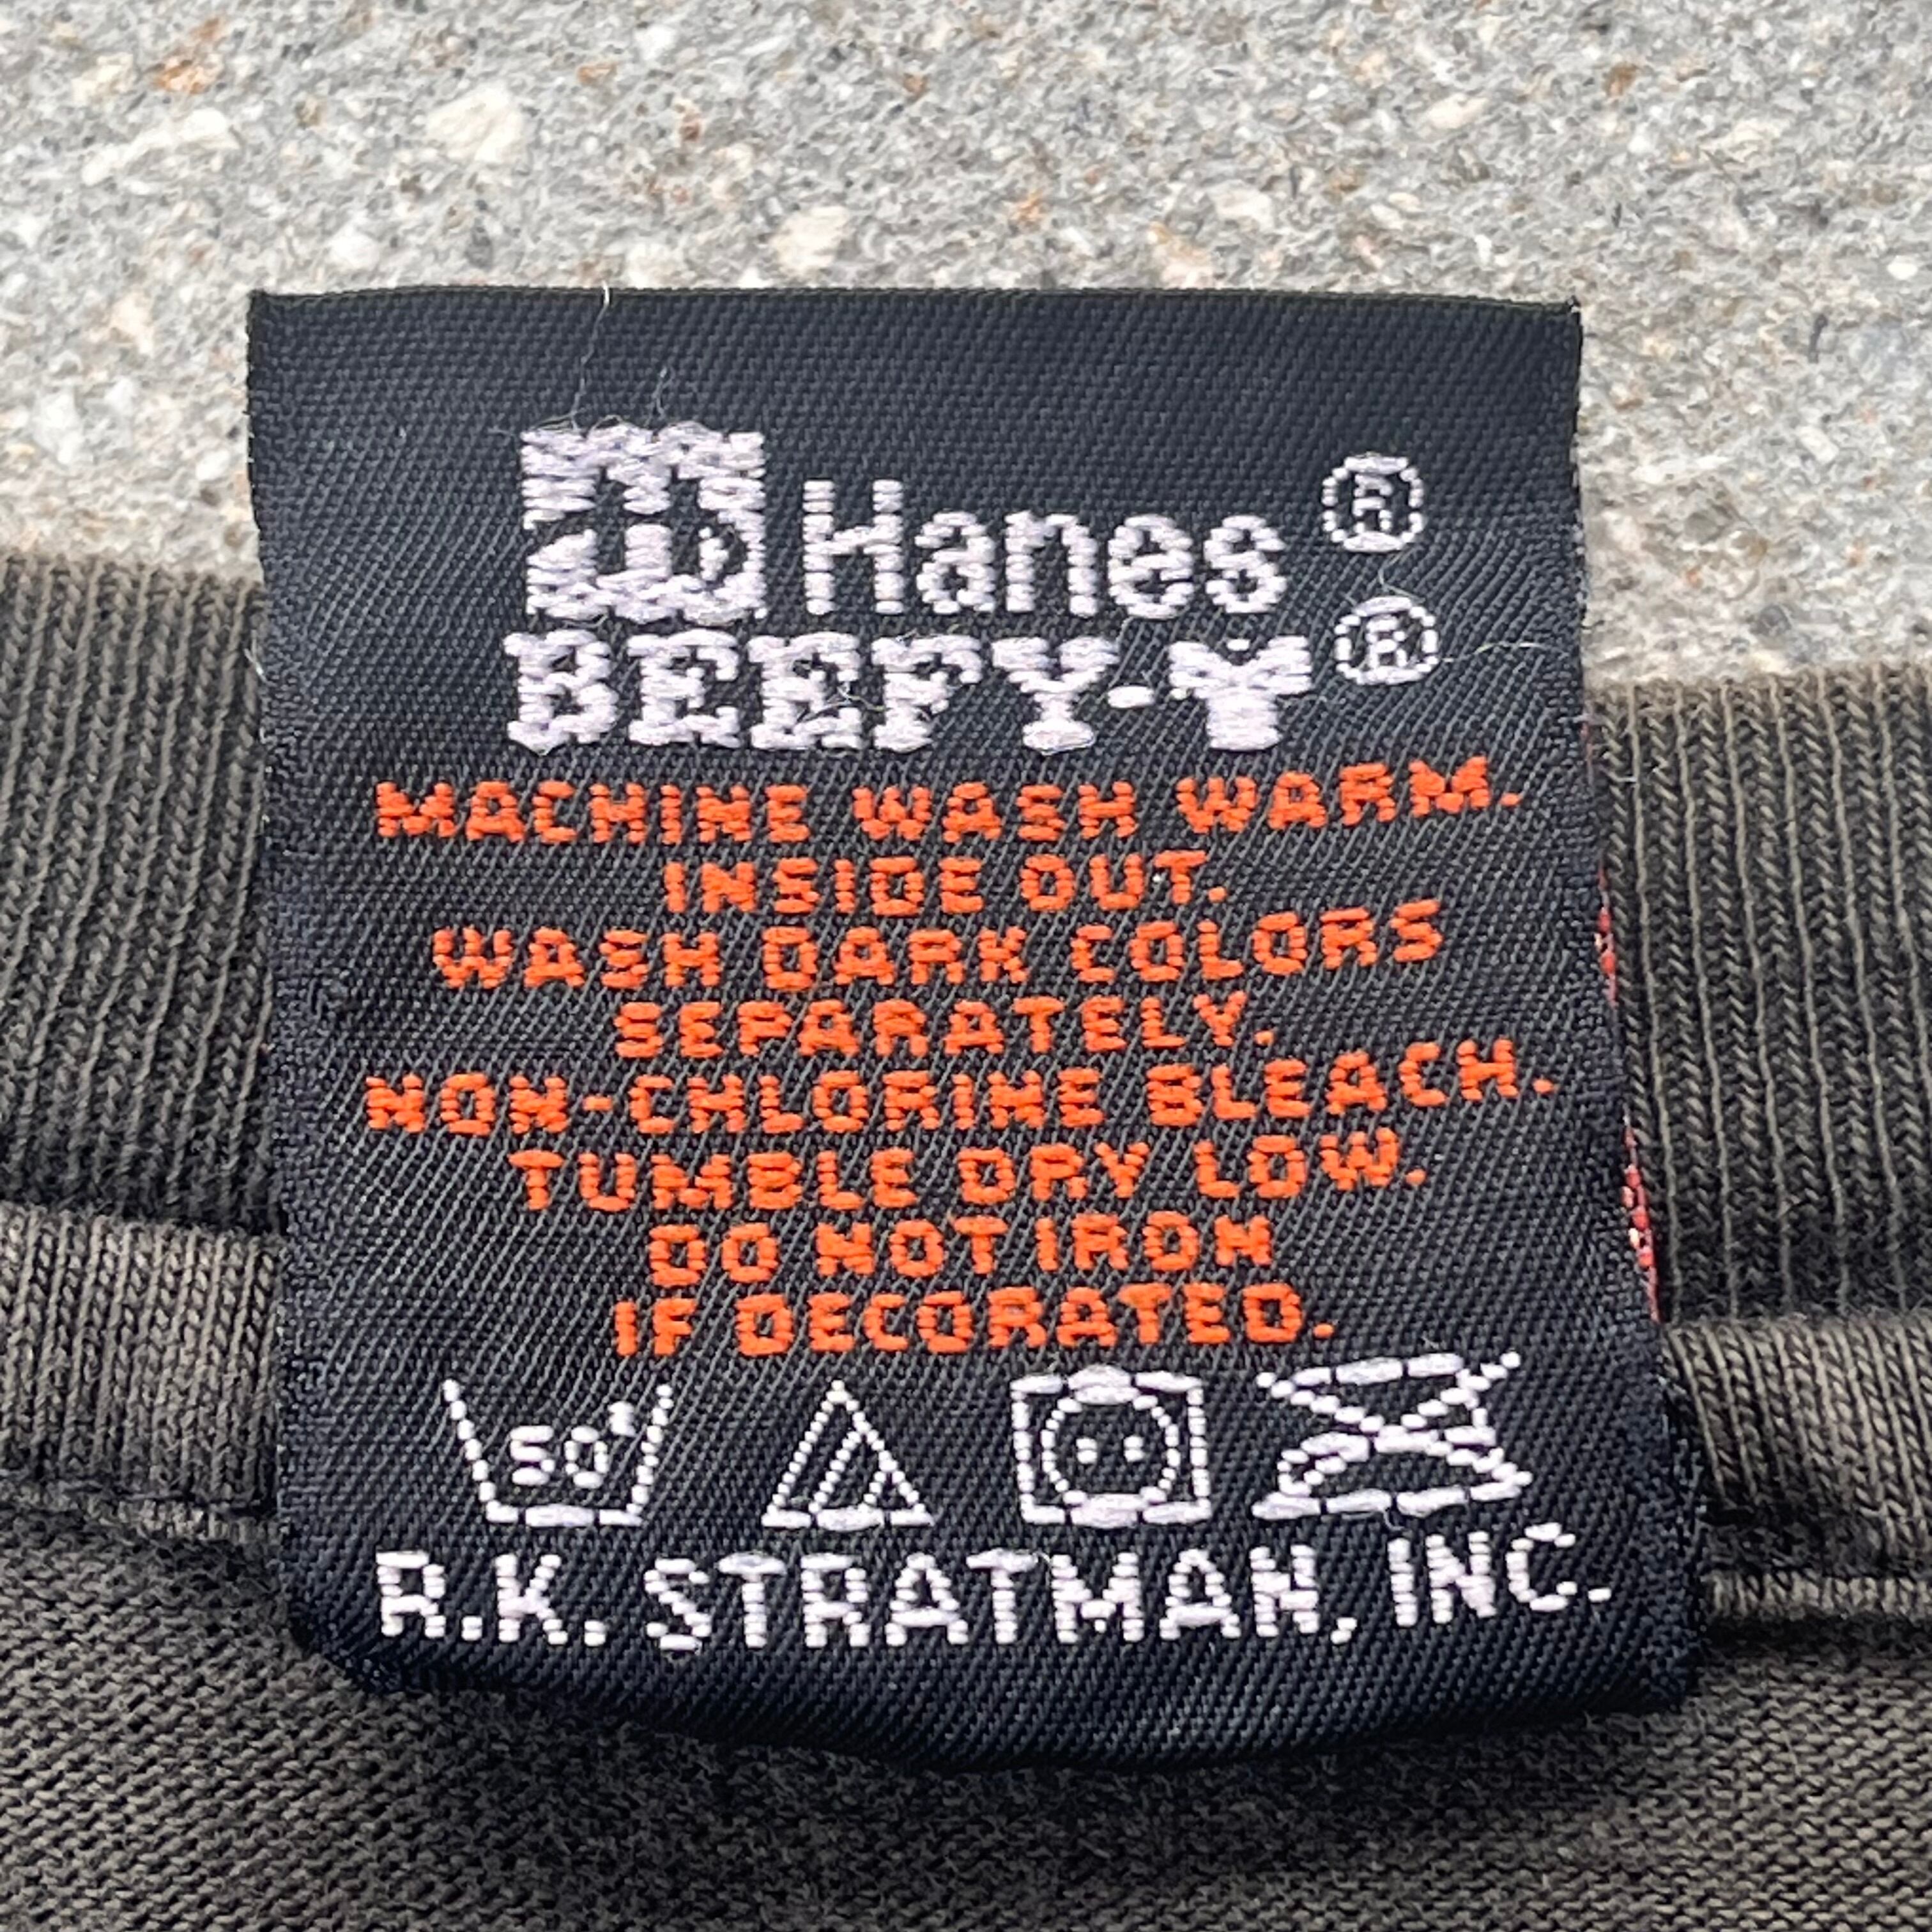 Hanes ®
BEEFY-T ®
MACHINE WASH WARM.
INSIDE OUT.
WASH DARK COLORS
SEPARATELY.
NON-CHLORINE BLEACH.
TUMBLE DRY LOW.
DO NOT IRON
IF DECORATED.
50°
R.K. STRATMAN, INC.